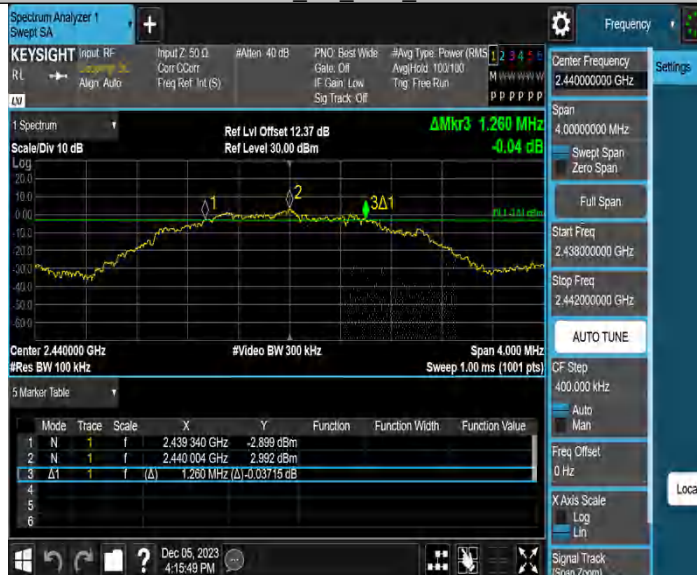 Spectrum Analyzer 1
Swept SA
+
Frequency
KEYSIGHT Input: RF
RL
Align: Auto
Input Z: 50 Ω
Corr CCorr
Freq Ref: Int (S)
#Atten: 40 dB
PNO: Best Wide
Gate: Off
IF Gain: Low
Sig Track: Off
#Avg Type: Power (RMS
Avg|Hold: 100/100
Trig: Free Run
1 2 3 4 5 6
M W W W W W
P P P P P P
LXI
1 Spectrum
Scale/Div 10 dB
Log
Ref Lvl Offset 12.37 dB
Ref Level 30.00 dBm
ΔMkr3 1.260 MHz
-0.04 dB
20.0
10.0
0.00
-10.0
-20.0
-30.0
-40.0
-50.0
-60.0
1
2
3Δ1
Center 2.440000 GHz
#Res BW 100 kHz
#Video BW 300 kHz
Span 4.000 MHz
Sweep 1.00 ms (1001 pts)
5 Marker Table
Mode Trace Scale X Y Function Function Width Function Value
1 N 1 f 2.439 340 GHz -2.899 dBm
2 N 1 f 2.440 004 GHz 2.992 dBm
3 Δ1 1 f (Δ) 1.260 MHz (Δ) -0.03715 dB
4
5
6
?
Dec 05, 2023
4:15:49 PM
Center Frequency
2.440000000 GHz
Settings
Span
4.00000000 MHz
Swept Span
Zero Span
Full Span
Start Freq
2.438000000 GHz
Stop Freq
2.442000000 GHz
AUTO TUNE
CF Step
400.000 kHz
Auto
Man
Freq Offset
0 Hz
X Axis Scale
Log
Lin
Loca
Signal Track
(Span Zoom)